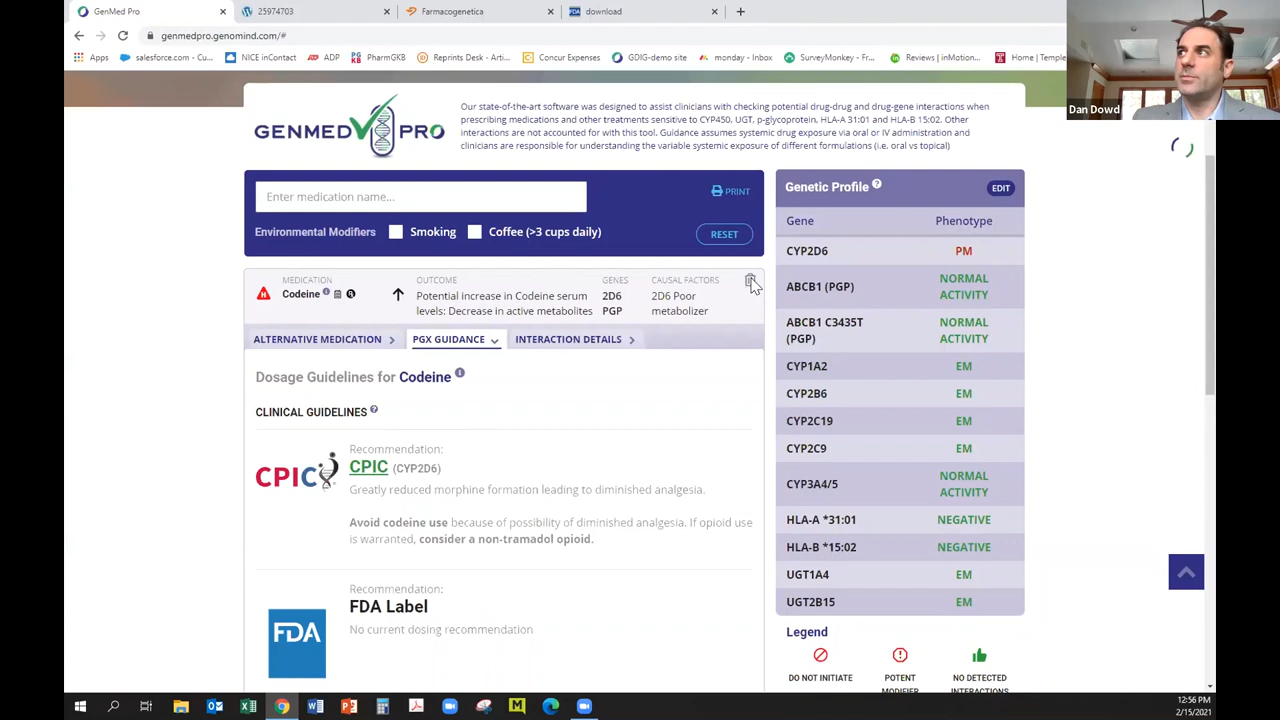 GenMed Pro
25974703
Farmacogenetica
download
genmedpro.genomind.com/#
Apps
salesforce.com - Cu...
NICE inContact
ADP
PharmGKB
Reprints Desk - Arti...
Concur Expenses
GDIG-demo site
monday - Inbox
SurveyMonkey - Fr...
Reviews | inMotion...
Home | Temple...
Dan Dowd
GENMED PRO
Our state-of-the-art software was designed to assist clinicians with checking potential drug-drug and drug-gene interactions when
prescribing medications and other treatments sensitive to CYP450, UGT, p-glycoprotein, HLA-A 31:01 and HLA-B 15:02. Other
interactions are not accounted for with this tool. Guidance assumes systemic drug exposure via oral or IV administration and
clinicians are responsible for understanding the variable systemic exposure of different formulations (i.e. oral vs topical)
Enter medication name...
PRINT
Environmental Modifiers
Smoking
Coffee (>3 cups daily)
RESET
MEDICATION
Codeine
OUTCOME
Potential increase in Codeine serum
levels: Decrease in active metabolites
GENES
2D6
PGP
CAUSAL FACTORS
2D6 Poor
metabolizer
ALTERNATIVE MEDICATION
PGX GUIDANCE
INTERACTION DETAILS
Dosage Guidelines for Codeine
CLINICAL GUIDELINES
CPIC
Recommendation:
CPIC (CYP2D6)
Greatly reduced morphine formation leading to diminished analgesia.
Avoid codeine use because of possibility of diminished analgesia. If opioid use
is warranted, consider a non-tramadol opioid.
FDA
Recommendation:
FDA Label
No current dosing recommendation
Genetic Profile
EDIT
Gene
Phenotype
CYP2D6
PM
ABCB1 (PGP)
NORMAL
ACTIVITY
ABCB1 C3435T
(PGP)
NORMAL
ACTIVITY
CYP1A2
EM
CYP2B6
EM
CYP2C19
EM
CYP2C9
EM
CYP3A4/5
NORMAL
ACTIVITY
HLA-A *31:01
NEGATIVE
HLA-B *15:02
NEGATIVE
UGT1A4
EM
UGT2B15
EM
Legend
DO NOT INITIATE
POTENT
MODIFIER
NO DETECTED
INTERACTIONS
12:56 PM
2/15/2021